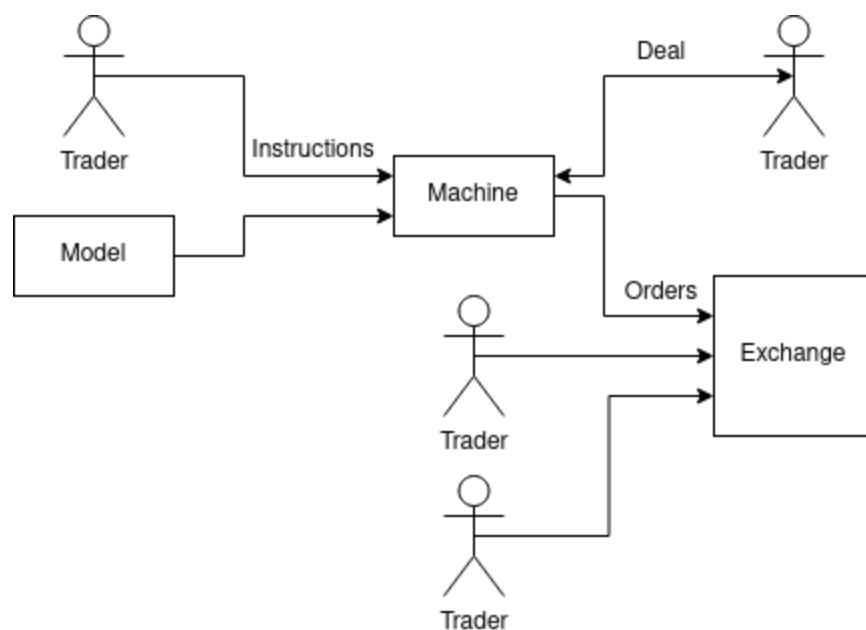 Deal
Trader
Instructions
Trader
Machine
Model
Orders
Exchange
Trader
Trader